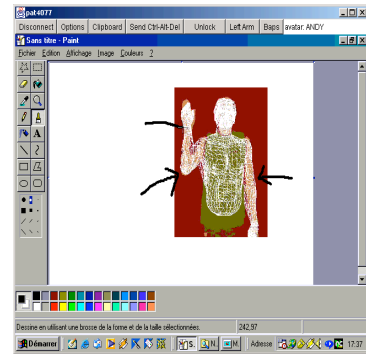 pat4077
Disconnect Options Clipboard Send Ctrl-Alt-Del Unlock Left Arm Baps avatar: ANDY
Sans titre - Paint
Fichier Edition Affichage Image Couleurs ?
A
Dessine en utilisant une brosse de la forme et de la taille sélectionnées. 242,97
Démarrer S. N.. M. Adresse 17:37